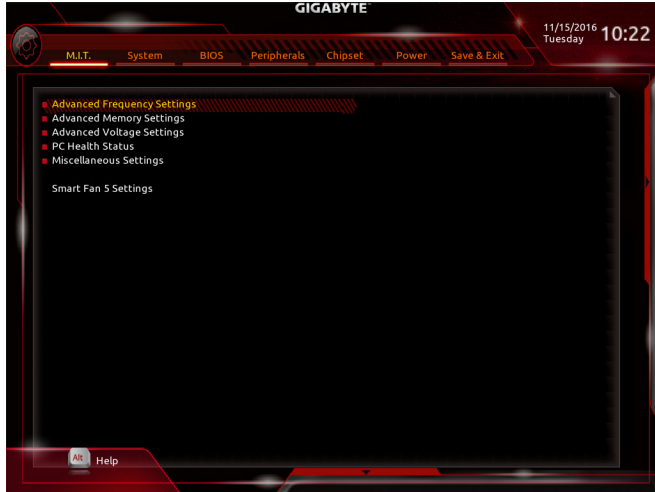 GIGABYTE™
11/15/2016 10:22
Tuesday
M.I.T. System BIOS Peripherals Chipset Power Save & Exit
Advanced Frequency Settings
Advanced Memory Settings
Advanced Voltage Settings
PC Health Status
Miscellaneous Settings
Smart Fan 5 Settings
Alt Help